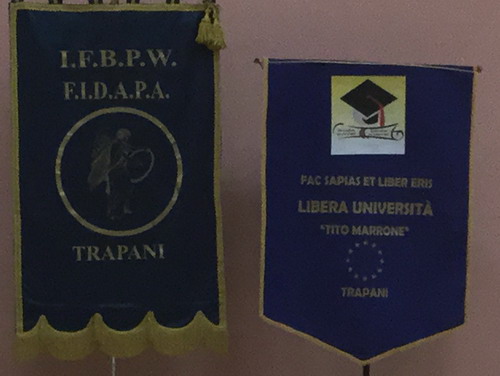 I.F.B.P.W.
F.I.D.A.P.A.
TRAPANI
FAC SAPIAS ET LIBER ERIS
LIBERA UNIVERSITÀ
"TITO MARRONE"
TRAPANI